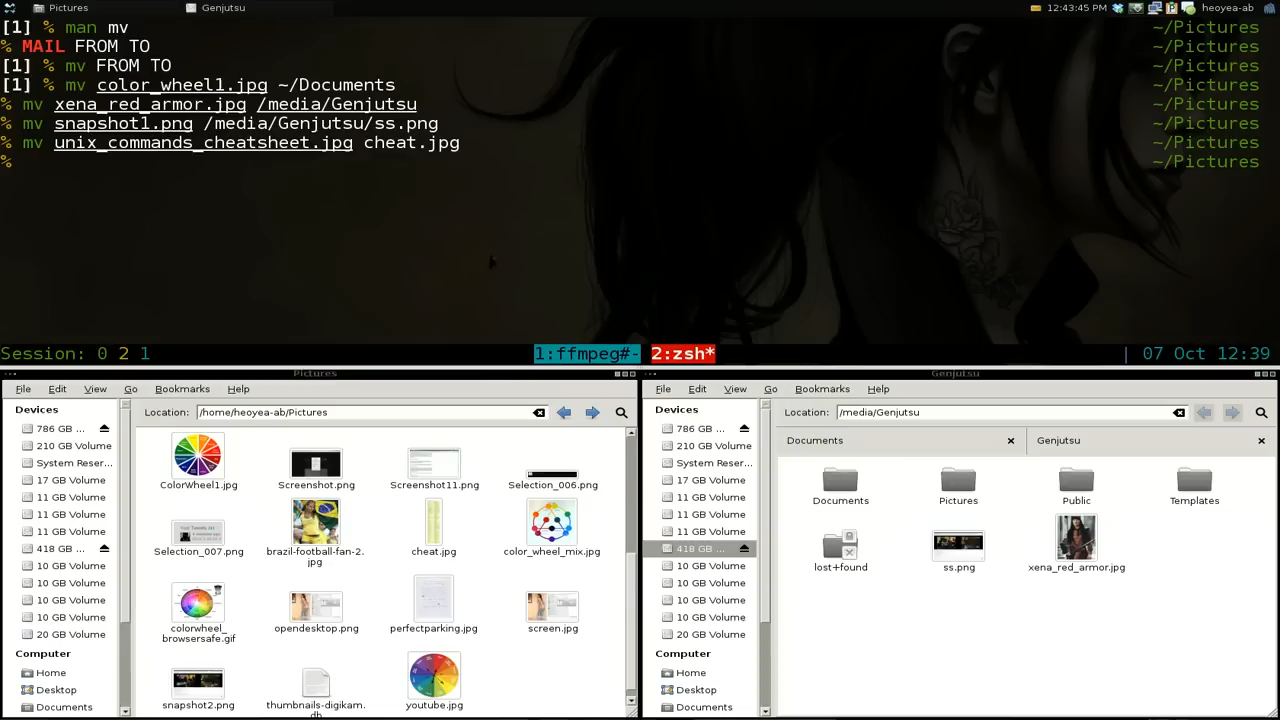 Pictures Genjutsu 12:43:45 PM heoyea-ab
[1] % man mv ~/Pictures
% MAIL FROM TO ~/Pictures
[1] % mv FROM TO ~/Pictures
[1] % mv color_wheel1.jpg ~/Documents ~/Pictures
% mv xena_red_armor.jpg /media/Genjutsu ~/Pictures
% mv snapshot1.png /media/Genjutsu/ss.png ~/Pictures
% mv unix_commands_cheatsheet.jpg cheat.jpg ~/Pictures
% ~/Pictures
Session: 0 2 1 1:ffmpeg#- 2:zsh* | 07 Oct 12:39
Pictures
File Edit View Go Bookmarks Help
Devices
Location: /home/heoyea-ab/Pictures
786 GB ...
210 GB Volume
System Reser...
17 GB Volume
11 GB Volume
11 GB Volume
11 GB Volume
418 GB ...
10 GB Volume
10 GB Volume
10 GB Volume
10 GB Volume
20 GB Volume
Computer
Home
Desktop
Documents
ColorWheel1.jpg
Screenshot.png
Screenshot11.png
Selection_006.png
Selection_007.png
brazil-football-fan-2.
jpg
cheat.jpg
color_wheel_mix.jpg
colorwheel_
browsersafe.gif
opendesktop.png
perfectparking.jpg
screen.jpg
snapshot2.png
thumbnails-digikam.
db
youtube.jpg
Genjutsu
File Edit View Go Bookmarks Help
Devices
Location: /media/Genjutsu
786 GB ...
210 GB Volume
System Reser...
17 GB Volume
11 GB Volume
11 GB Volume
11 GB Volume
418 GB ...
10 GB Volume
10 GB Volume
10 GB Volume
10 GB Volume
20 GB Volume
Computer
Home
Desktop
Documents
Documents
Genjutsu
Documents
Pictures
Public
Templates
lost+found
ss.png
xena_red_armor.jpg